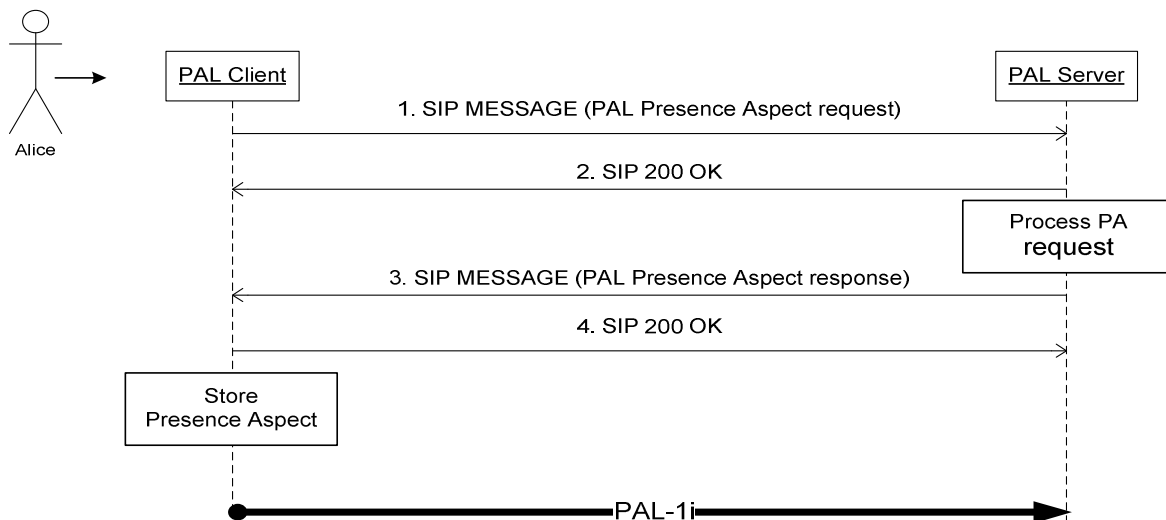 Alice
PAL Client
PAL Server
1. SIP MESSAGE (PAL Presence Aspect request)
2. SIP 200 OK
Process PA
request
3. SIP MESSAGE (PAL Presence Aspect response)
4. SIP 200 OK
Store
Presence Aspect
PAL-1i